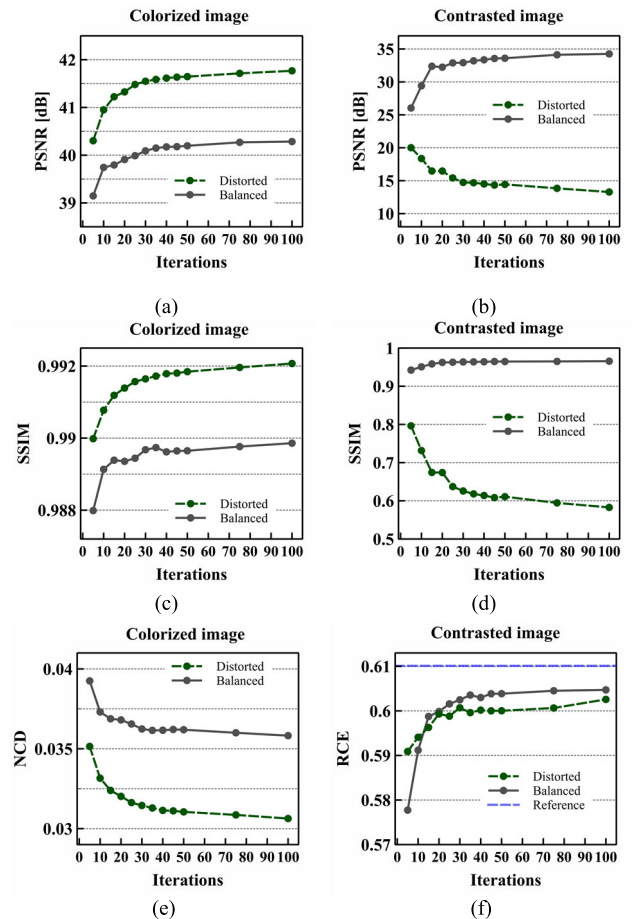 Colorized image
42
41
40
39
PSNR [dB]
Distorted
Balanced
0 10 20 30 40 50 60 70 80 90 100
Iterations
(a)
Contrasted image
35
30
25
20
15
10
PSNR [dB]
Distorted
Balanced
0 10 20 30 40 50 60 70 80 90 100
Iterations
(b)
Colorized image
0.992
0.99
0.988
SSIM
Distorted
Balanced
0 10 20 30 40 50 60 70 80 90 100
Iterations
(c)
Contrasted image
1
0.9
0.8
0.7
0.6
0.5
SSIM
Distorted
Balanced
0 10 20 30 40 50 60 70 80 90 100
Iterations
(d)
Colorized image
0.04
0.035
0.03
NCD
Distorted
Balanced
0 10 20 30 40 50 60 70 80 90 100
Iterations
(e)
Contrasted image
0.61
0.6
0.59
0.58
0.57
RCE
Distorted
Balanced
Reference
0 10 20 30 40 50 60 70 80 90 100
Iterations
(f)